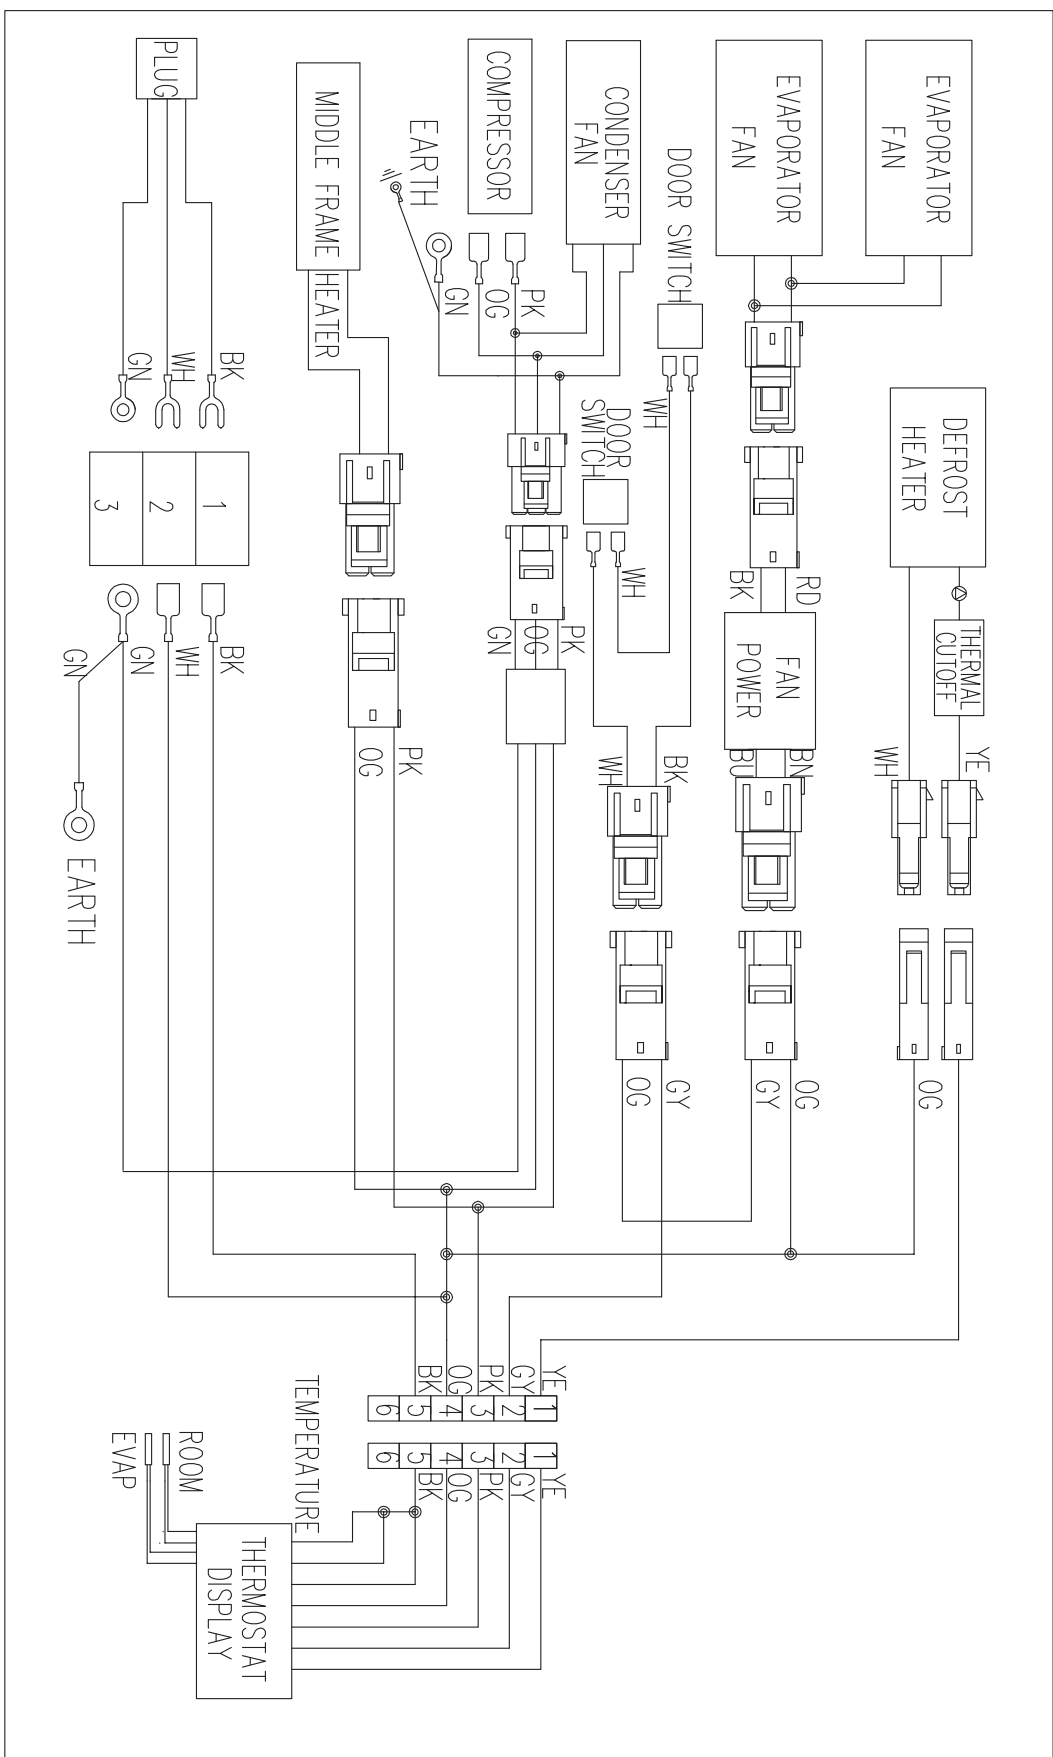 EVAPORATOR
FAN
EVAPORATOR
FAN
DEFROST
HEATER
THERMAL
CUTOFF
YE
WH
OG
RD
BK
FAN
POWER
BN
BU
OG
GY
DOOR SWITCH
WH
DOOR
SWITCH
WH
BK
WH
GY
OG
CONDENSER
FAN
COMPRESSOR
EARTH
PK
OG
GN
PK
OG
GN
MIDDLE FRAME HEATER
PK
OG
PLUG
BK
WH
GN
1
2
3
BK
WH
GN
GN
EARTH
YE
GY
PK
OG
BK
1
2
3
4
5
6
1
2
3
4
5
6
YE
GY
PK
OG
BK
TEMPERATURE
ROOM
EVAP
THERMOSTAT
DISPLAY